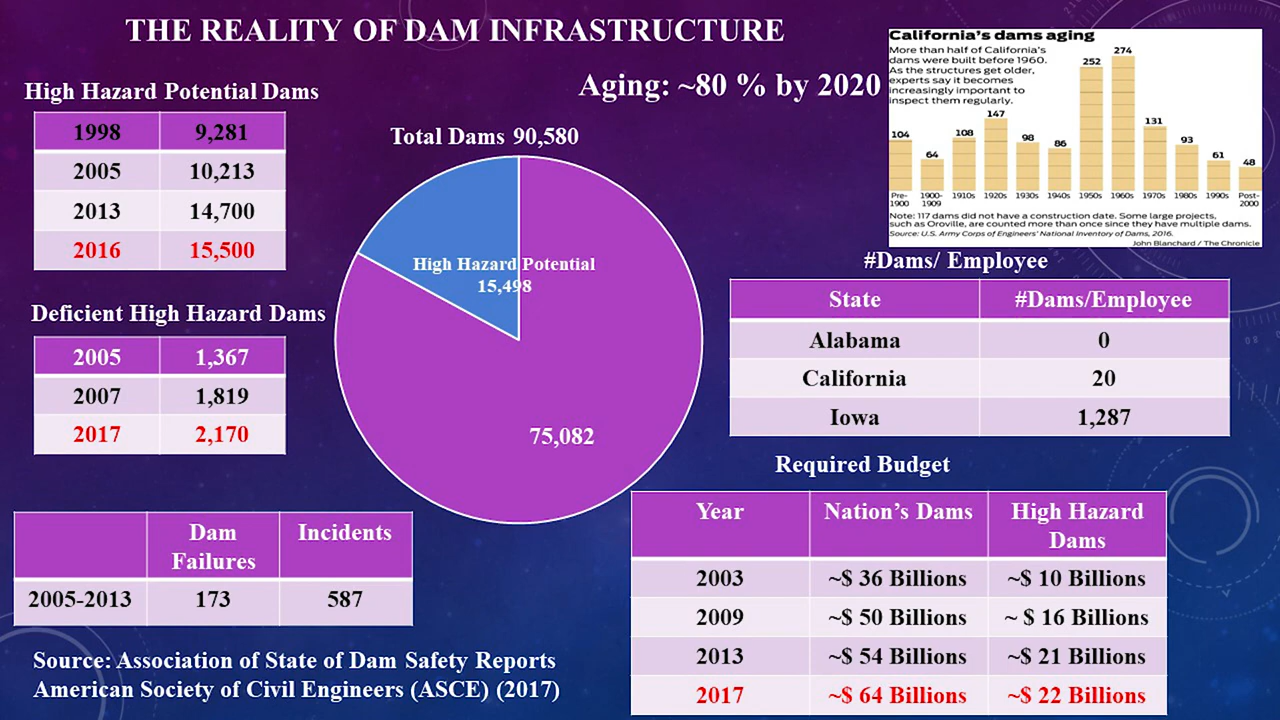 THE REALITY OF DAM INFRASTRUCTURE
Aging: ~80 % by 2020
High Hazard Potential Dams
1998 9,281
2005 10,213
2013 14,700
2016 15,500
Deficient High Hazard Dams
2005 1,367
2007 1,819
2017 2,170
Dam
Failures
Incidents
2005-2013 173 587
Source: Association of State of Dam Safety Reports
American Society of Civil Engineers (ASCE) (2017)
Total Dams 90,580
High Hazard Potential
15,498
75,082
California's dams aging
More than half of California's
dams were built before 1960.
As the structures get older,
experts say it becomes
increasingly important to
inspect them regularly.
104 64 108 147 98 86 252 274 131 93 61 48
Pre-
1900
1900-
1909
1910s 1920s 1930s 1940s 1950s 1960s 1970s 1980s 1990s
Post-
2000
Note: 117 dams did not have a construction date. Some large projects,
such as Oroville, are counted more than once since they have multiple dams.
Source: U.S. Army Corps of Engineers' National Inventory of Dams, 2016.
John Blanchard / The Chronicle
#Dams/ Employee
State #Dams/Employee
Alabama 0
California 20
Iowa 1,287
Required Budget
Year Nation's Dams High Hazard
Dams
2003 ~$ 36 Billions ~$ 10 Billions
2009 ~$ 50 Billions ~ $ 16 Billions
2013 ~$ 54 Billions ~$ 21 Billions
2017 ~$ 64 Billions ~$ 22 Billions